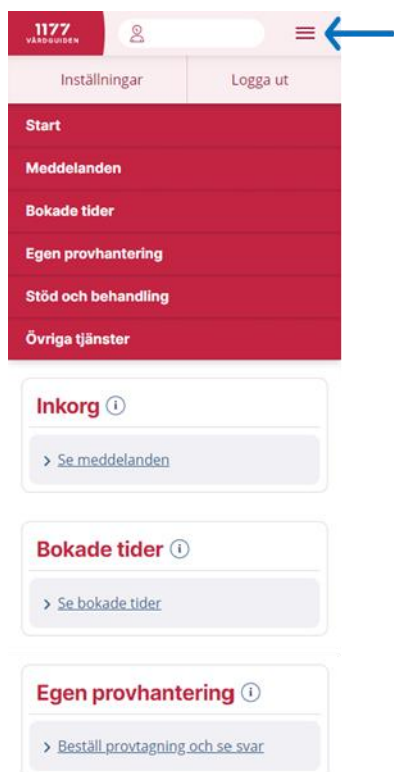 1177
VÅRDGUIDEN
Inställningar Logga ut
Start
Meddelanden
Bokade tider
Egen provhantering
Stöd och behandling
Övriga tjänster
Inkorg i
> Se meddelanden
Bokade tider i
> Se bokade tider
Egen provhantering i
> Beställ provtagning och se svar